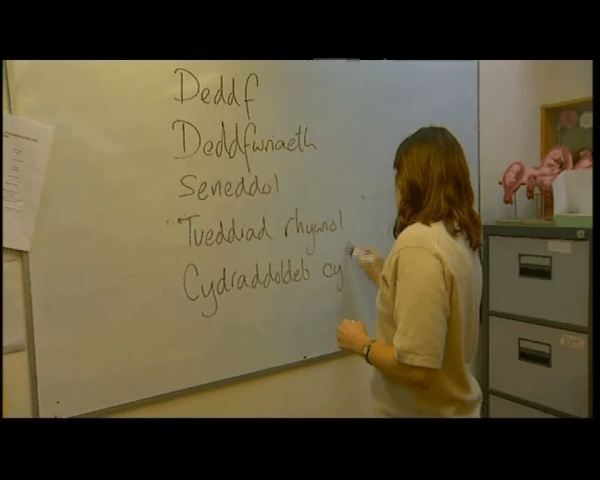 Deddf
Deddfwriaeth
Seneddol
Tueddiad rhywiol
Cydraddoldeb cy